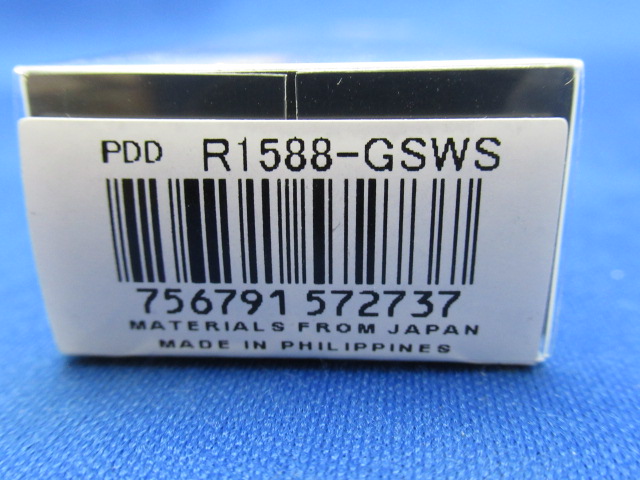 PDD R1588-GSWS
756791 572737
MATERIALS FROM JAPAN
MADE IN PHILIPPINES